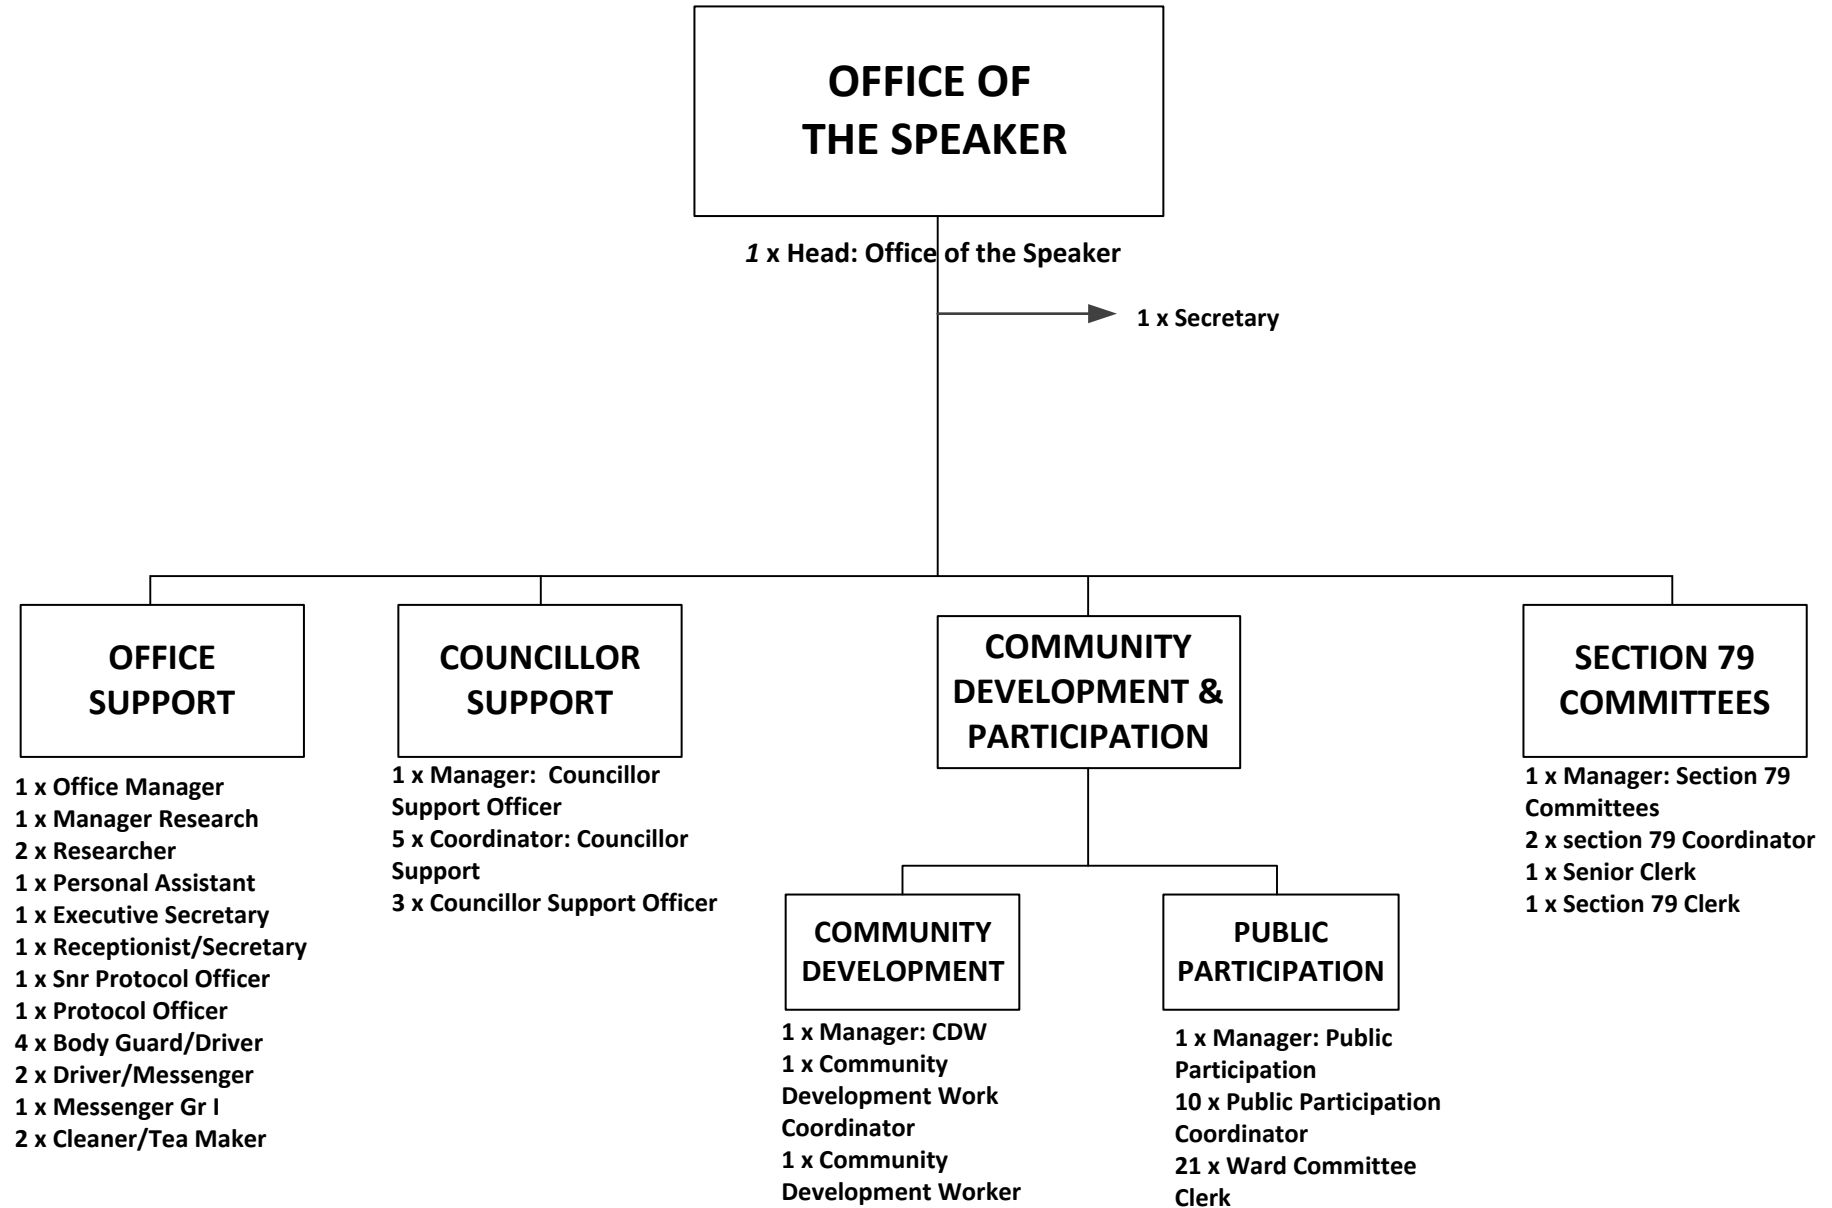 OFFICE OF
THE SPEAKER
1 x Head: Office of the Speaker
1 x Secretary
OFFICE
SUPPORT
1 x Office Manager
1 x Manager Research
2 x Researcher
1 x Personal Assistant
1 x Executive Secretary
1 x Receptionist/Secretary
1 x Snr Protocol Officer
1 x Protocol Officer
4 x Body Guard/Driver
2 x Driver/Messenger
1 x Messenger Gr I
2 x Cleaner/Tea Maker
COUNCILLOR
SUPPORT
1 x Manager:  Councillor
Support Officer
5 x Coordinator: Councillor
Support
3 x Councillor Support Officer
COMMUNITY
DEVELOPMENT &
PARTICIPATION
COMMUNITY
DEVELOPMENT
1 x Manager: CDW
1 x Community
Development Work
Coordinator
1 x Community
Development Worker
PUBLIC
PARTICIPATION
1 x Manager: Public
Participation
10 x Public Participation
Coordinator
21 x Ward Committee
Clerk
SECTION 79
COMMITTEES
1 x Manager: Section 79
Committees
2 x section 79 Coordinator
1 x Senior Clerk
1 x Section 79 Clerk